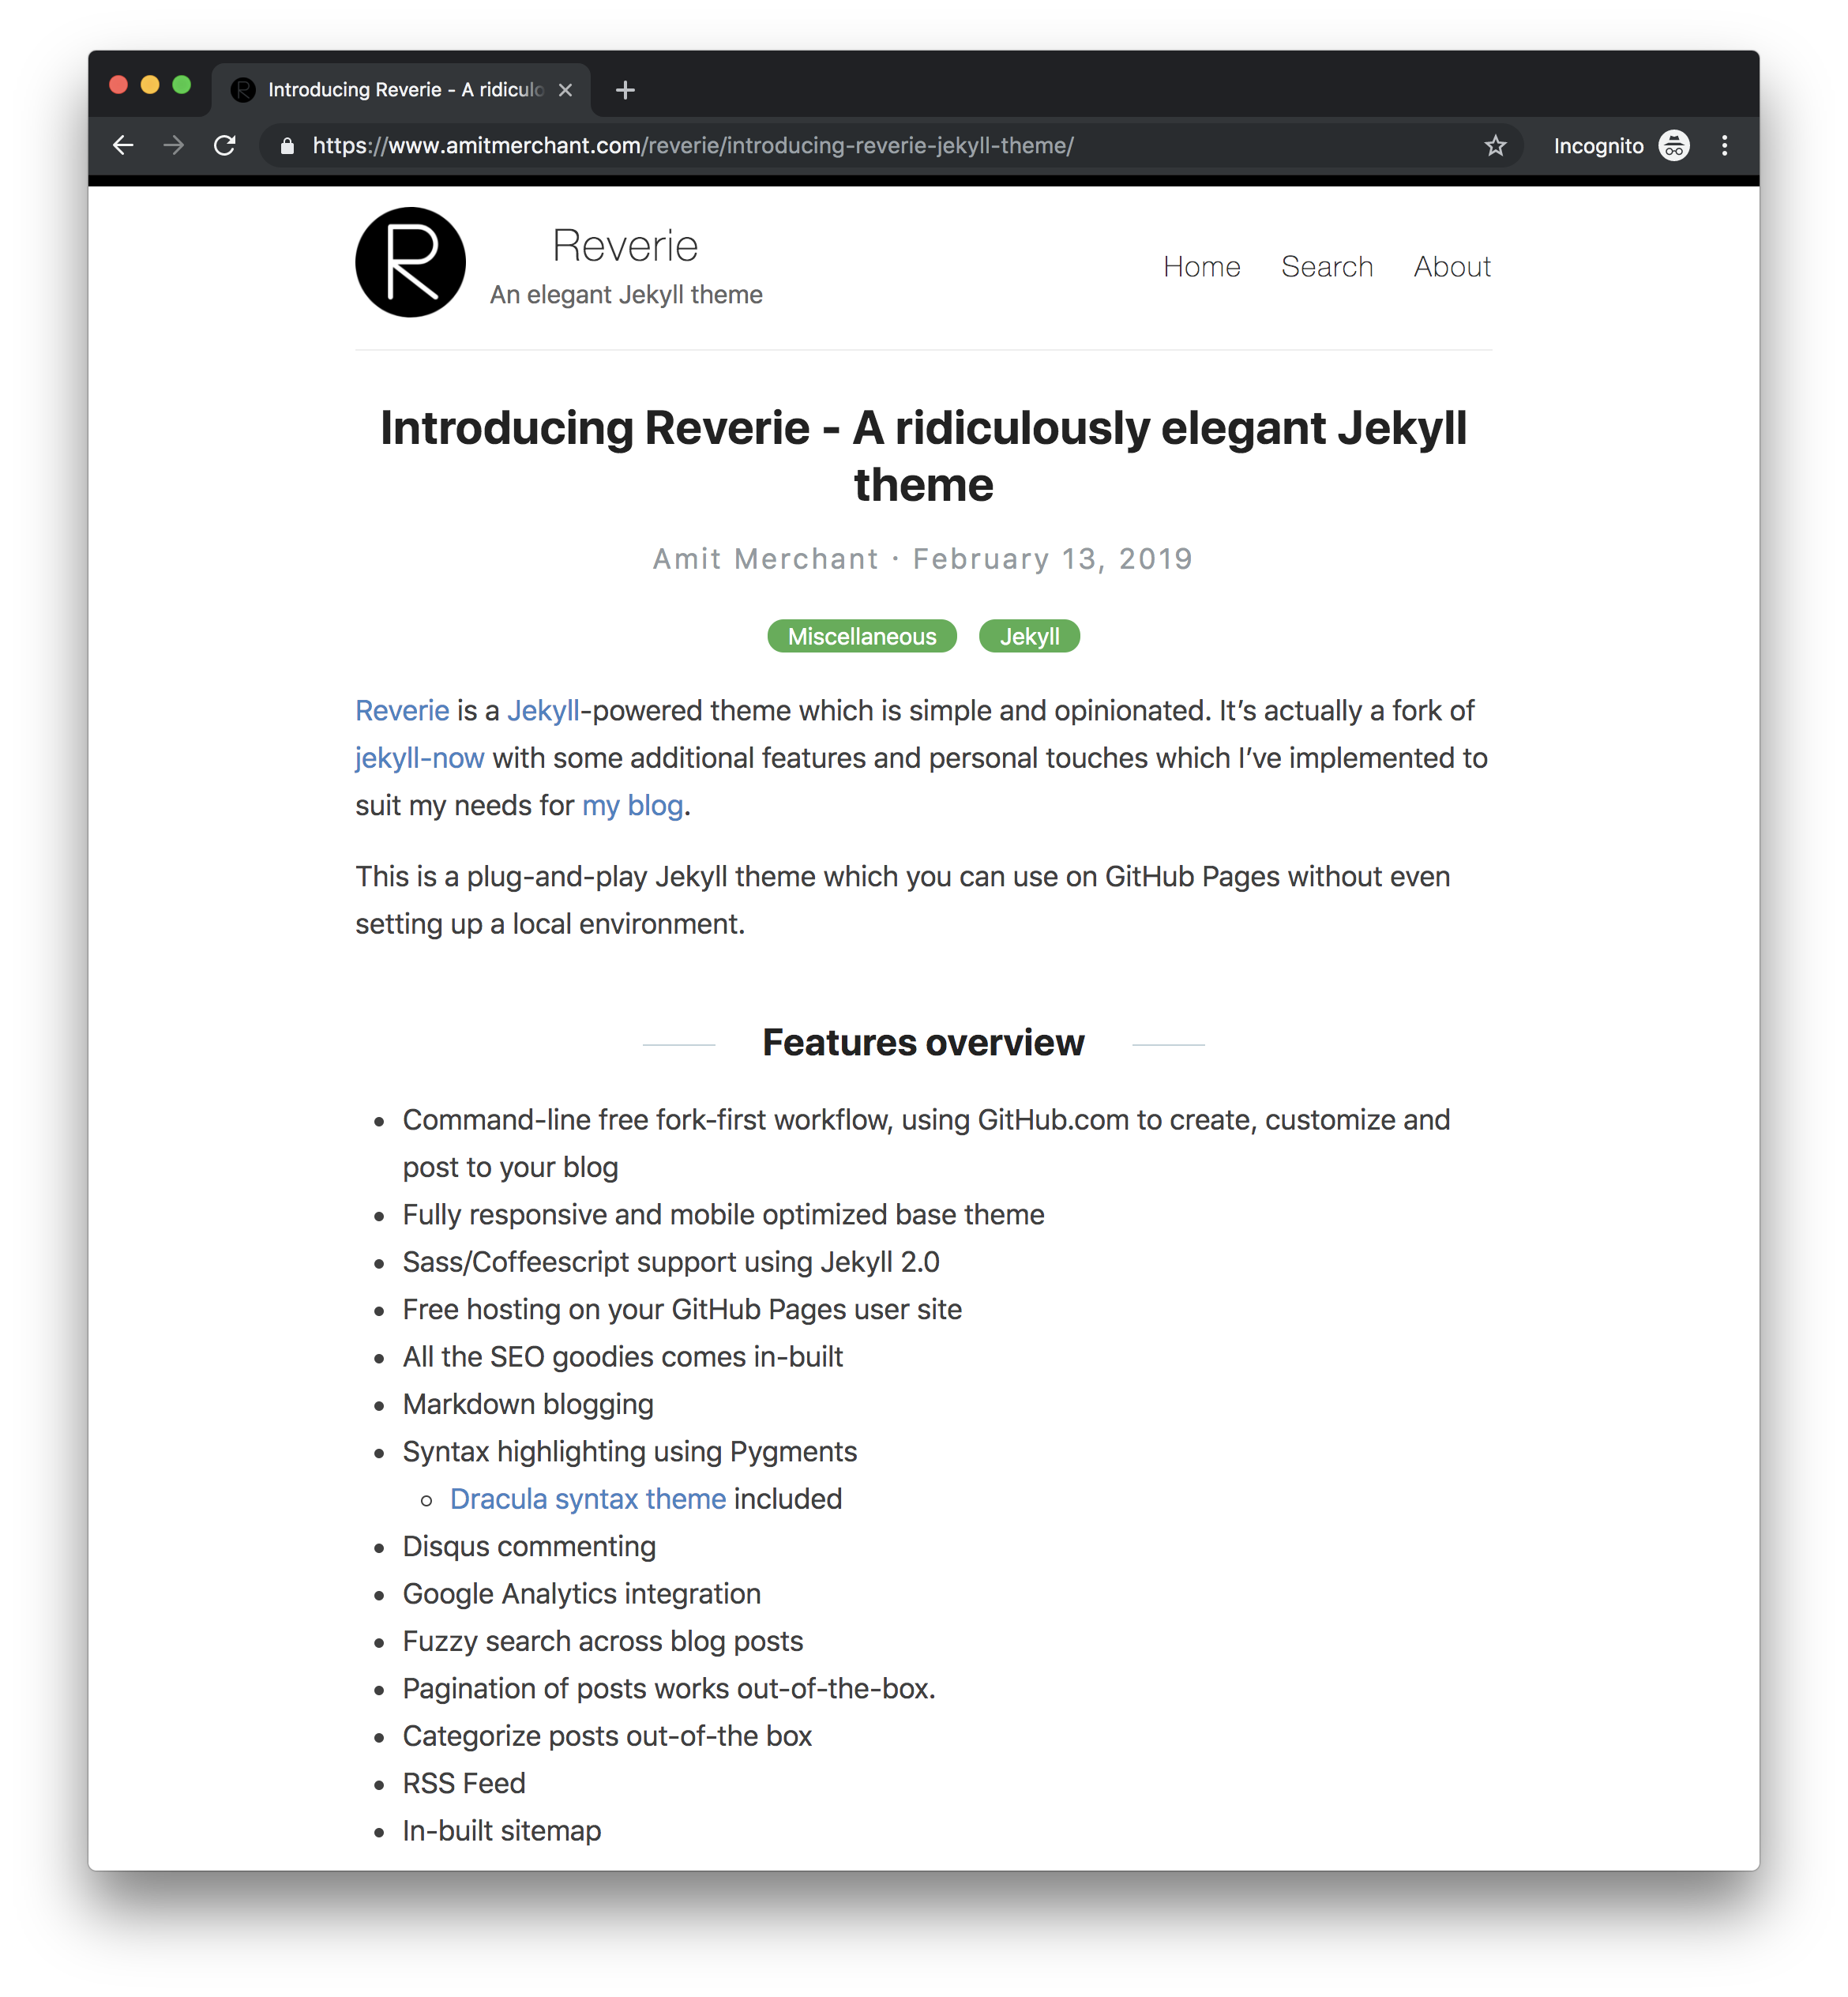 Introducing Reverie - A ridiculo
https://www.amitmerchant.com/reverie/introducing-reverie-jekyll-theme/
Incognito
R
Reverie
An elegant Jekyll theme
Home Search About
Introducing Reverie - A ridiculously elegant Jekyll
theme
Amit Merchant · February 13, 2019
Miscellaneous Jekyll
Reverie is a Jekyll-powered theme which is simple and opinionated. It’s actually a fork of
jekyll-now with some additional features and personal touches which I’ve implemented to
suit my needs for my blog.
This is a plug-and-play Jekyll theme which you can use on GitHub Pages without even
setting up a local environment.
Features overview
• Command-line free fork-first workflow, using GitHub.com to create, customize and
post to your blog
• Fully responsive and mobile optimized base theme
• Sass/Coffeescript support using Jekyll 2.0
• Free hosting on your GitHub Pages user site
• All the SEO goodies comes in-built
• Markdown blogging
• Syntax highlighting using Pygments
◦ Dracula syntax theme included
• Disqus commenting
• Google Analytics integration
• Fuzzy search across blog posts
• Pagination of posts works out-of-the-box.
• Categorize posts out-of-the box
• RSS Feed
• In-built sitemap